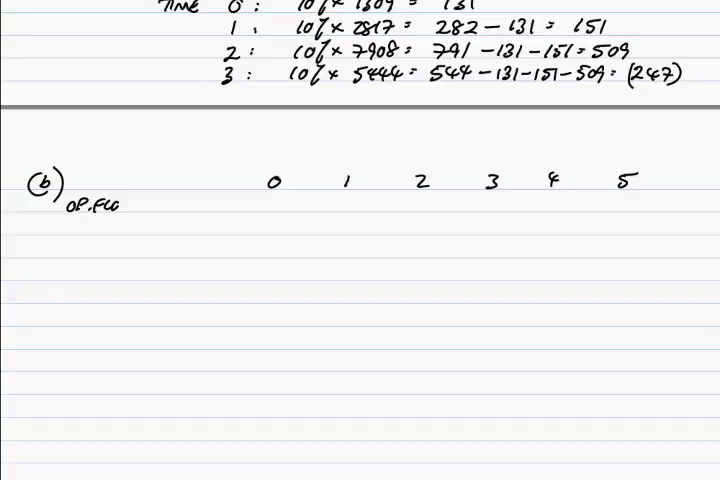 Time 0: 10% × 1309 = 131
1: 10% × 2817 = 282 - 131 = 151
2: 10% × 7908 = 791 - 131 - 151 = 509
3: 10% × 5444 = 544 - 131 - 151 - 509 = (247)
(b) 0 1 2 3 4 5
OP.FLO